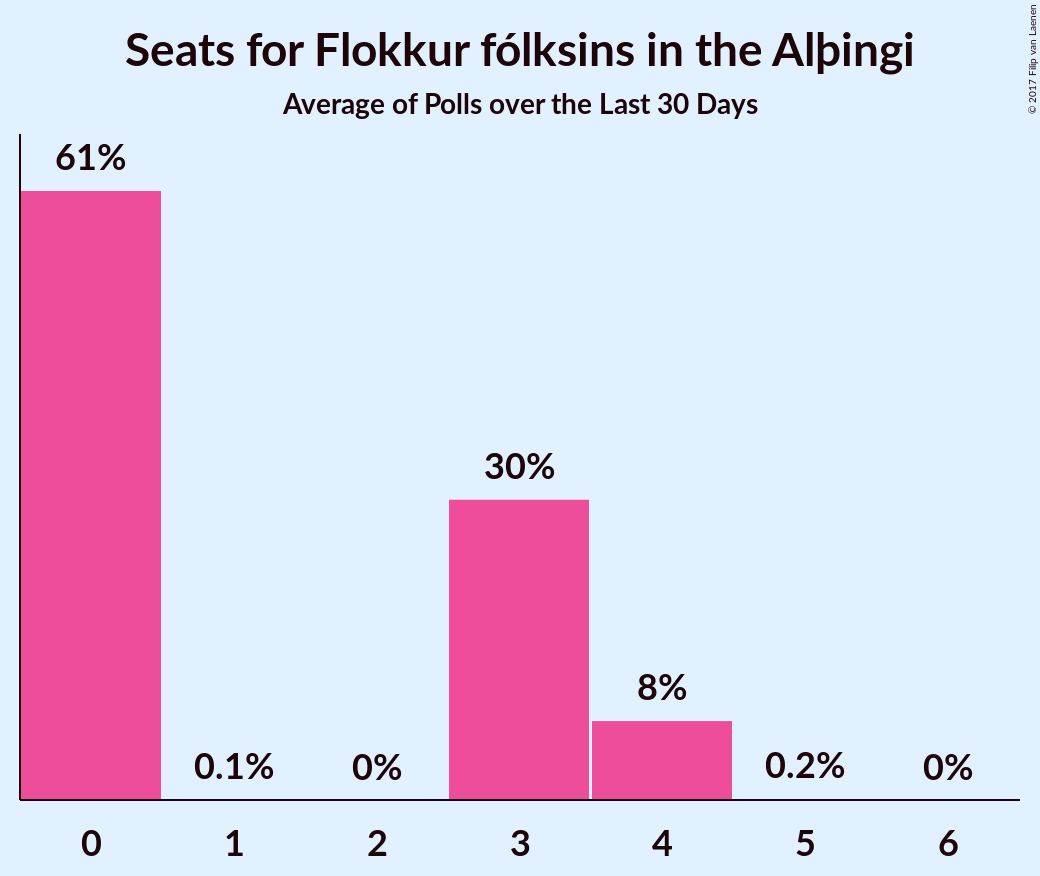 Seats for Flokkur fólksins in the Alþingi
Average of Polls over the Last 30 Days
© 2017 Filip van Laenen
61%
0.1%
0%
30%
8%
0.2%
0%
0 1 2 3 4 5 6